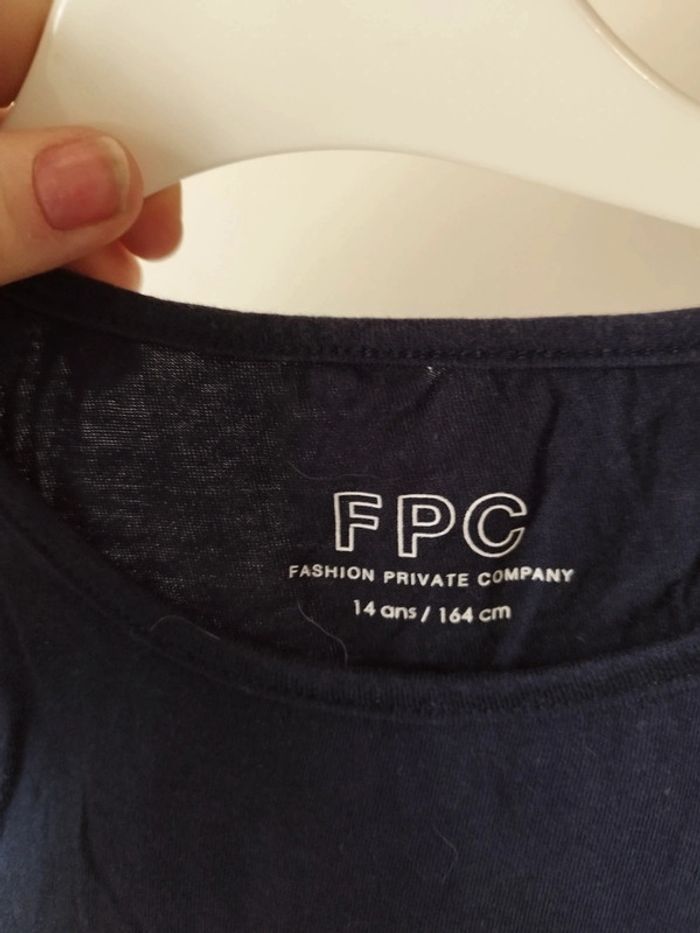 FPC
FASHION PRIVATE COMPANY
14 ans / 164 cm